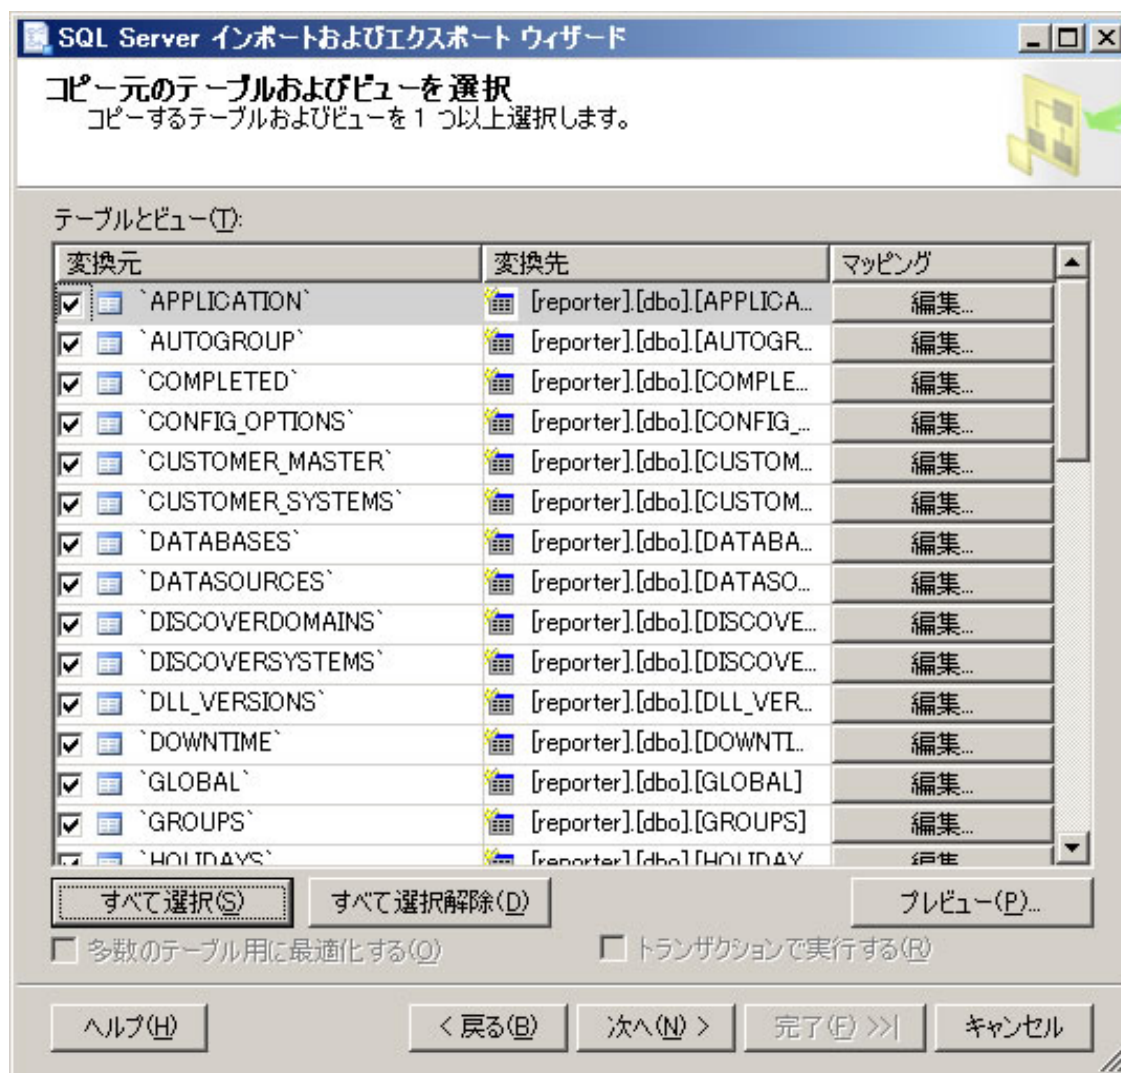 SQL Server インポートおよびエクスポート ウィザード
コピー元のテーブルおよびビューを選択
コピーするテーブルおよびビューを 1 つ以上選択します。
テーブルとビュー(T):
変換元 変換先 マッピング
`APPLICATION` [reporter].[dbo].[APPLICA... 編集...
`AUTOGROUP` [reporter].[dbo].[AUTOGR... 編集...
`COMPLETED` [reporter].[dbo].[COMPLE... 編集...
`CONFIG_OPTIONS` [reporter].[dbo].[CONFIG_... 編集...
`CUSTOMER_MASTER` [reporter].[dbo].[CUSTOM... 編集...
`CUSTOMER_SYSTEMS` [reporter].[dbo].[CUSTOM... 編集...
`DATABASES` [reporter].[dbo].[DATABA... 編集...
`DATASOURCES` [reporter].[dbo].[DATASO... 編集...
`DISCOVERDOMAINS` [reporter].[dbo].[DISCOVE... 編集...
`DISCOVERSYSTEMS` [reporter].[dbo].[DISCOVE... 編集...
`DLL_VERSIONS` [reporter].[dbo].[DLL_VER... 編集...
`DOWNTIME` [reporter].[dbo].[DOWNTI... 編集...
`GLOBAL` [reporter].[dbo].[GLOBAL] 編集...
`GROUPS` [reporter].[dbo].[GROUPS] 編集...
`HOLIDAYS` [reporter].[dbo].[HOLIDAY... 編集...
すべて選択(S) すべて選択解除(D) プレビュー(P)...
多数のテーブル用に最適化する(O) トランザクションで実行する(R)
ヘルプ(H) < 戻る(B) 次へ(N) > 完了(F) >>| キャンセル